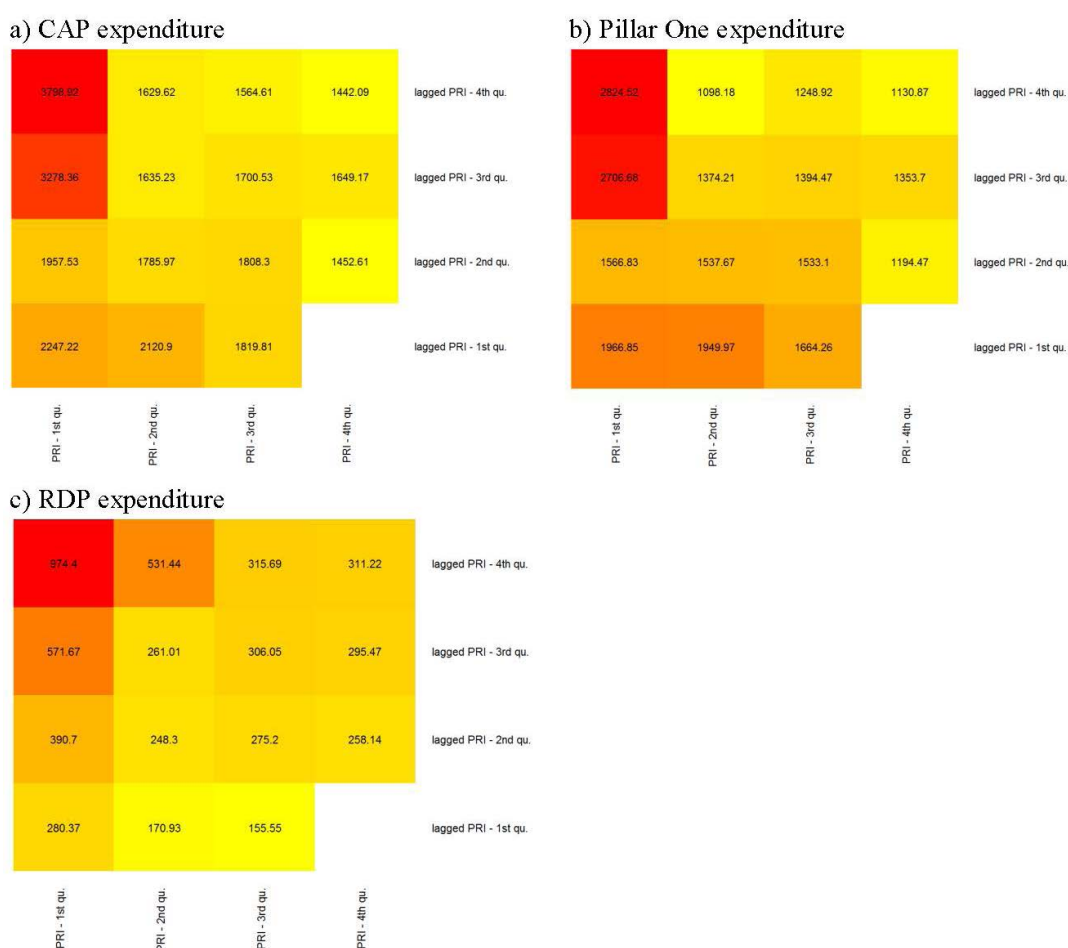 a) CAP expenditure
3798.92 1629.62 1564.61 1442.09 lagged PRI - 4th qu.
3278.36 1635.23 1700.53 1649.17 lagged PRI - 3rd qu.
1957.53 1785.97 1808.3 1452.61 lagged PRI - 2nd qu.
2247.22 2120.9 1819.81 lagged PRI - 1st qu.
PRI - 1st qu.
PRI - 2nd qu.
PRI - 3rd qu.
PRI - 4th qu.
b) Pillar One expenditure
2824.52 1098.18 1248.92 1130.87 lagged PRI - 4th qu.
2706.68 1374.21 1394.47 1353.7 lagged PRI - 3rd qu.
1566.83 1537.67 1533.1 1194.47 lagged PRI - 2nd qu.
1966.85 1949.97 1664.26 lagged PRI - 1st qu.
PRI - 1st qu.
PRI - 2nd qu.
PRI - 3rd qu.
PRI - 4th qu.
c) RDP expenditure
974.4 531.44 315.69 311.22 lagged PRI - 4th qu.
571.67 261.01 306.05 295.47 lagged PRI - 3rd qu.
390.7 248.3 275.2 258.14 lagged PRI - 2nd qu.
280.37 170.93 155.55 lagged PRI - 1st qu.
PRI - 1st qu.
PRI - 2nd qu.
PRI - 3rd qu.
PRI - 4th qu.